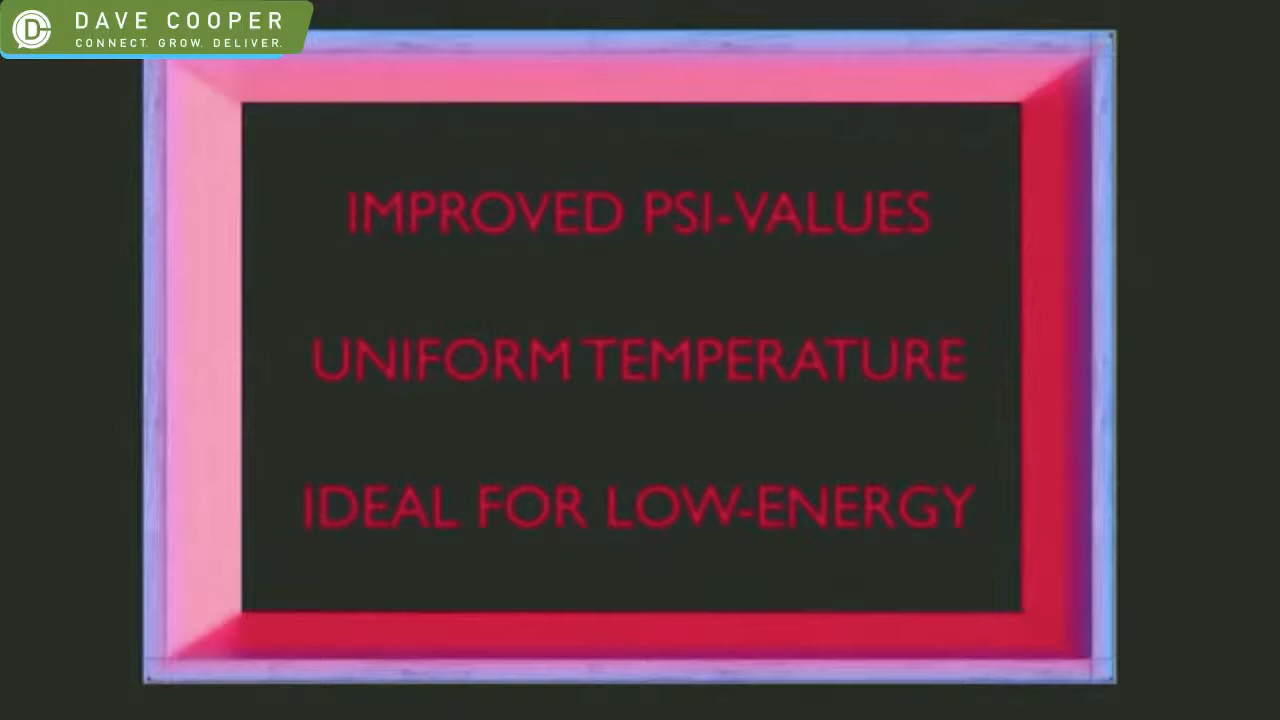 DAVE COOPER
CONNECT. GROW. DELIVER.
IMPROVED PSI-VALUES
UNIFORM TEMPERATURE
IDEAL FOR LOW-ENERGY